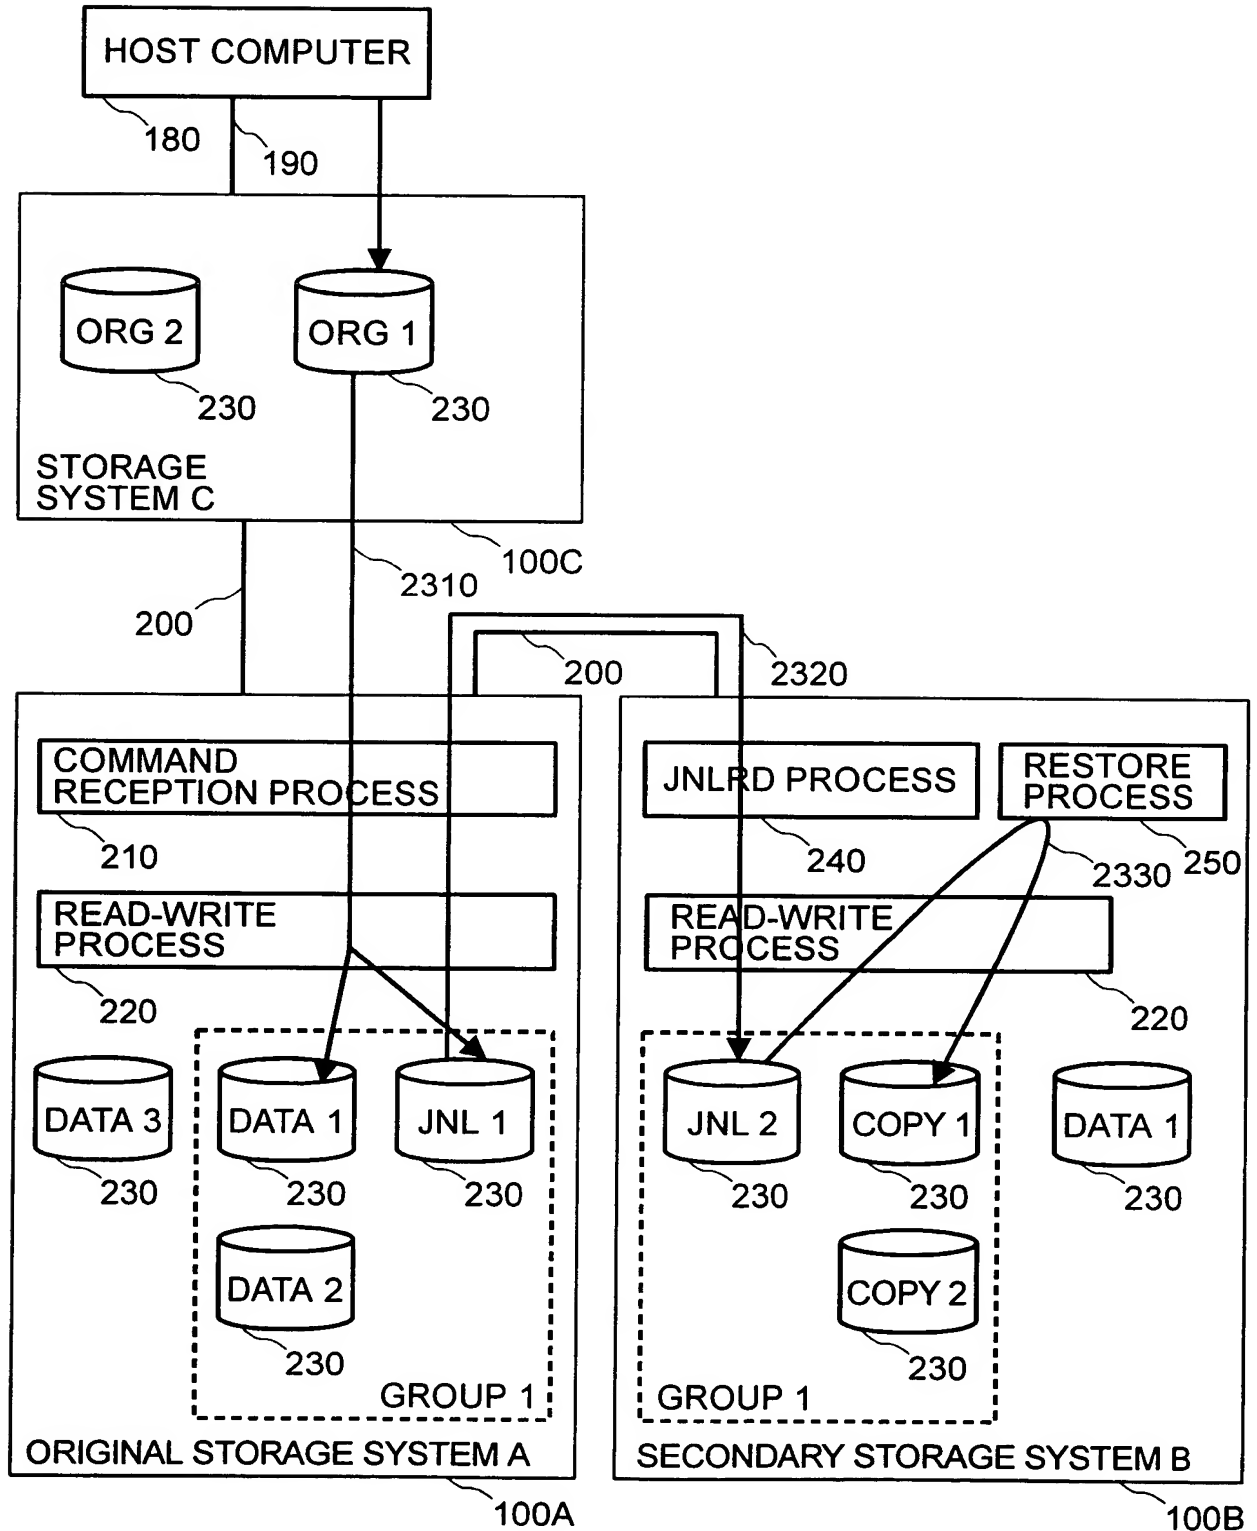 HOST COMPUTER
180
190
ORG 2
ORG 1
230
230
STORAGE
SYSTEM C
100C
2310
200
200
2320
COMMAND
RECEPTION PROCESS
210
JNLRD PROCESS
240
RESTORE
PROCESS
250
2330
READ-WRITE
PROCESS
220
READ-WRITE
PROCESS
220
DATA 3
DATA 1
JNL 1
230
230
230
JNL 2
COPY 1
DATA 1
230
230
230
DATA 2
230
COPY 2
230
GROUP 1
GROUP 1
ORIGINAL STORAGE SYSTEM A
SECONDARY STORAGE SYSTEM B
100A
100B